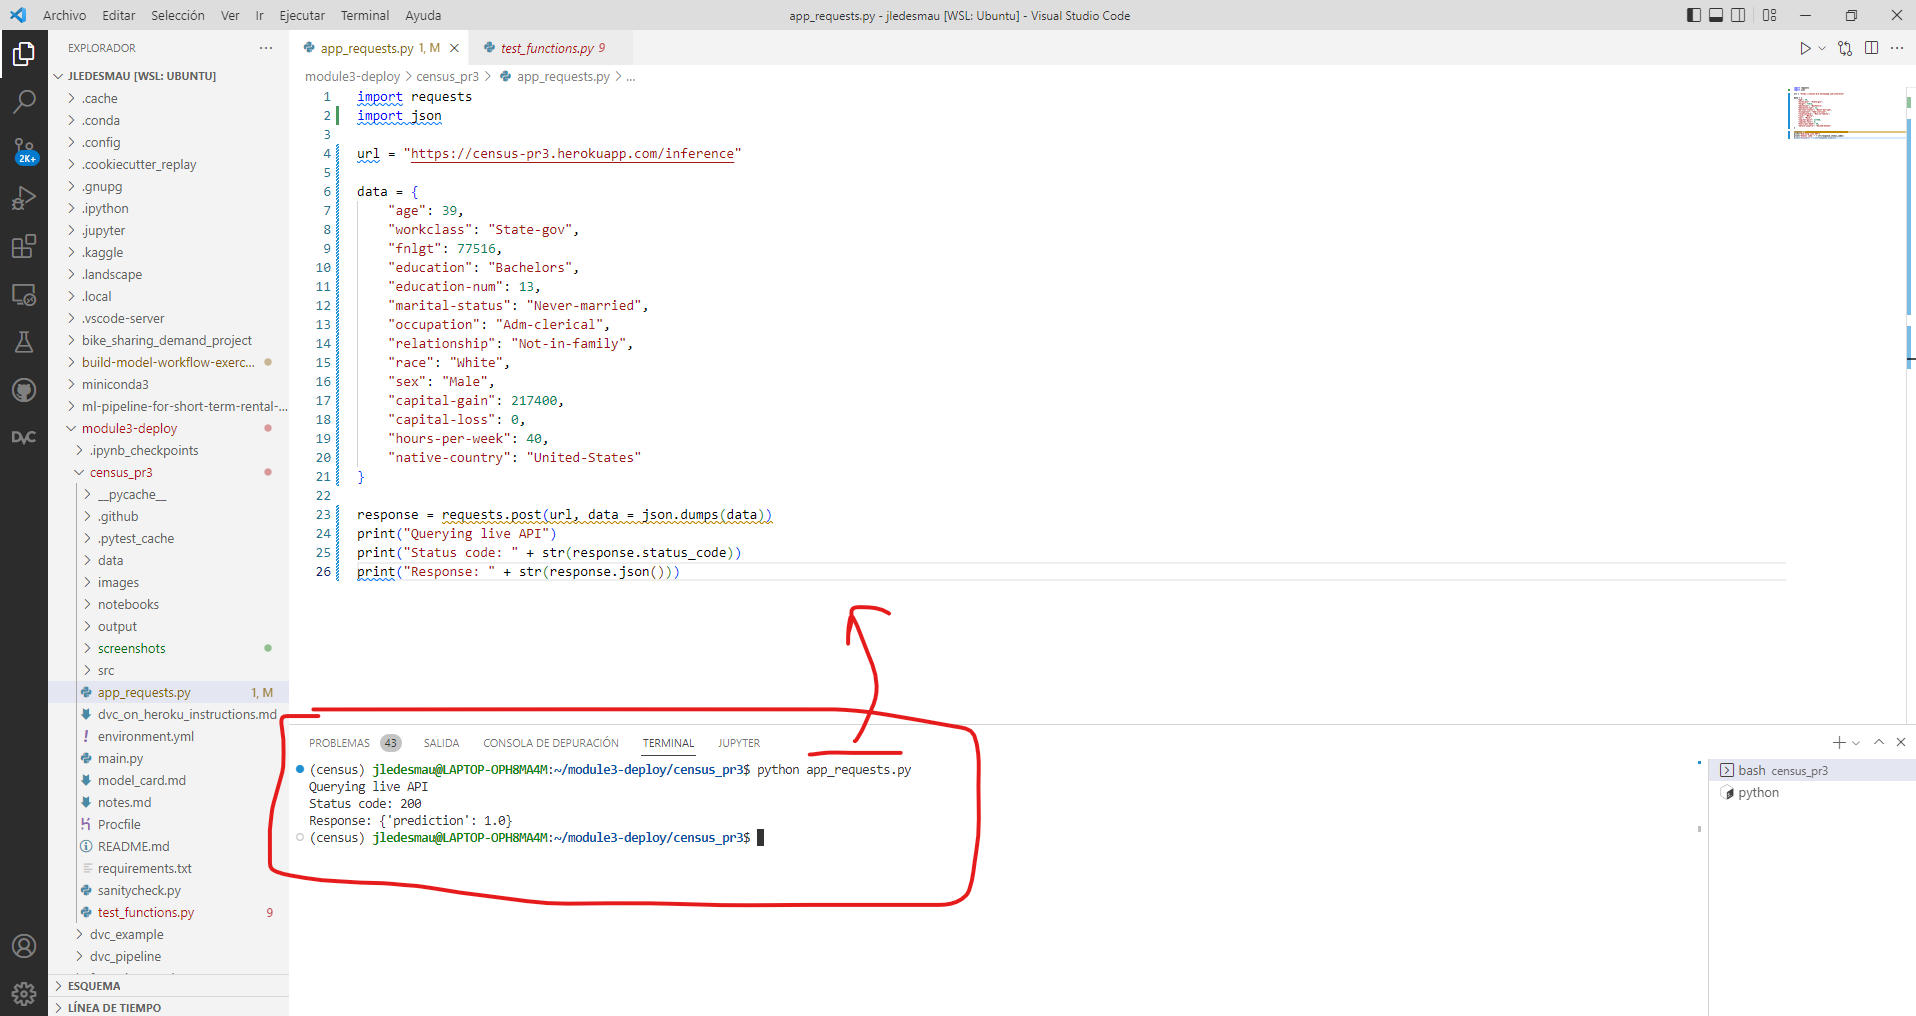 Archivo Editar Selección Ver Ir Ejecutar Terminal Ayuda
app_requests.py - jledesmau [WSL: Ubuntu] - Visual Studio Code
EXPLORADOR
JLEDESMAU [WSL: UBUNTU]
.cache
.conda
.config
.cookiecutter_replay
.gnupg
.ipython
.jupyter
.kaggle
.landscape
.local
.vscode-server
bike_sharing_demand_project
build-model-workflow-exerc...
miniconda3
ml-pipeline-for-short-term-rental-...
module3-deploy
.ipynb_checkpoints
census_pr3
__pycache__
.github
.pytest_cache
data
images
notebooks
output
screenshots
src
app_requests.py 1, M
dvc_on_heroku_instructions.md
environment.yml
main.py
model_card.md
notes.md
Procfile
README.md
requirements.txt
sanitycheck.py
test_functions.py 9
dvc_example
dvc_pipeline
ESQUEMA
LÍNEA DE TIEMPO
2K+
DVC
app_requests.py 1, M
test_functions.py 9
module3-deploy > census_pr3 > app_requests.py > ...
1 import requests
2 import json
3
4 url = "https://census-pr3.herokuapp.com/inference"
5
6 data = {
7 "age": 39,
8 "workclass": "State-gov",
9 "fnlgt": 77516,
10 "education": "Bachelors",
11 "education-num": 13,
12 "marital-status": "Never-married",
13 "occupation": "Adm-clerical",
14 "relationship": "Not-in-family",
15 "race": "White",
16 "sex": "Male",
17 "capital-gain": 217400,
18 "capital-loss": 0,
19 "hours-per-week": 40,
20 "native-country": "United-States"
21 }
22
23 response = requests.post(url, data = json.dumps(data))
24 print("Querying live API")
25 print("Status code: " + str(response.status_code))
26 print("Response: " + str(response.json()))
PROBLEMAS 43 SALIDA CONSOLA DE DEPURACIÓN TERMINAL JUPYTER
(census) jledesmau@LAPTOP-OPH8MA4M:~/module3-deploy/census_pr3$ python app_requests.py
Querying live API
Status code: 200
Response: {'prediction': 1.0}
(census) jledesmau@LAPTOP-OPH8MA4M:~/module3-deploy/census_pr3$
bash census_pr3
python